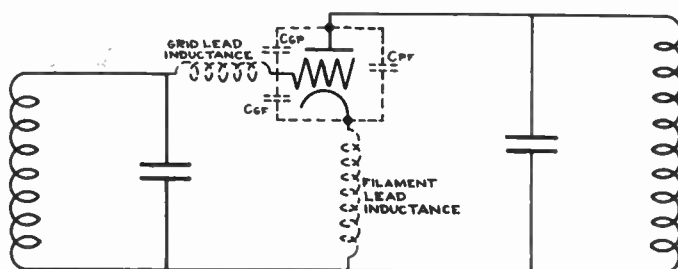 CGP
GRID LEAD
INDUCTANCE
CPF
CGF
FILAMENT
LEAD
INDUCTANCE